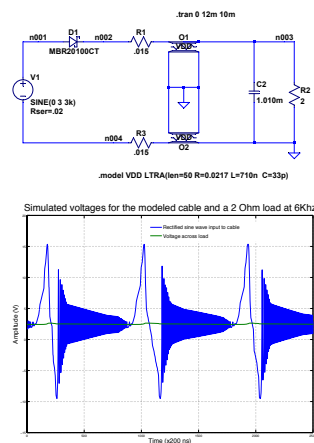 .tran 0 12m 10m
n001
D1
n002
R1
O1
n003
MBR20100CT
.015
VDD
V1
C2
R2
1.010m
2
SINE(0 3 3k)
Rser=.02
n004
R3
VDD
.015
O2
.model VDD LTRA(len=50 R=0.0217 L=710n C=33p)
Simulated voltages for the modeled cable and a 2 Ohm load at 6Khz
Rectified sine wave input to cable
Voltage across load
Amplitude (V)
Time (x200 ns)